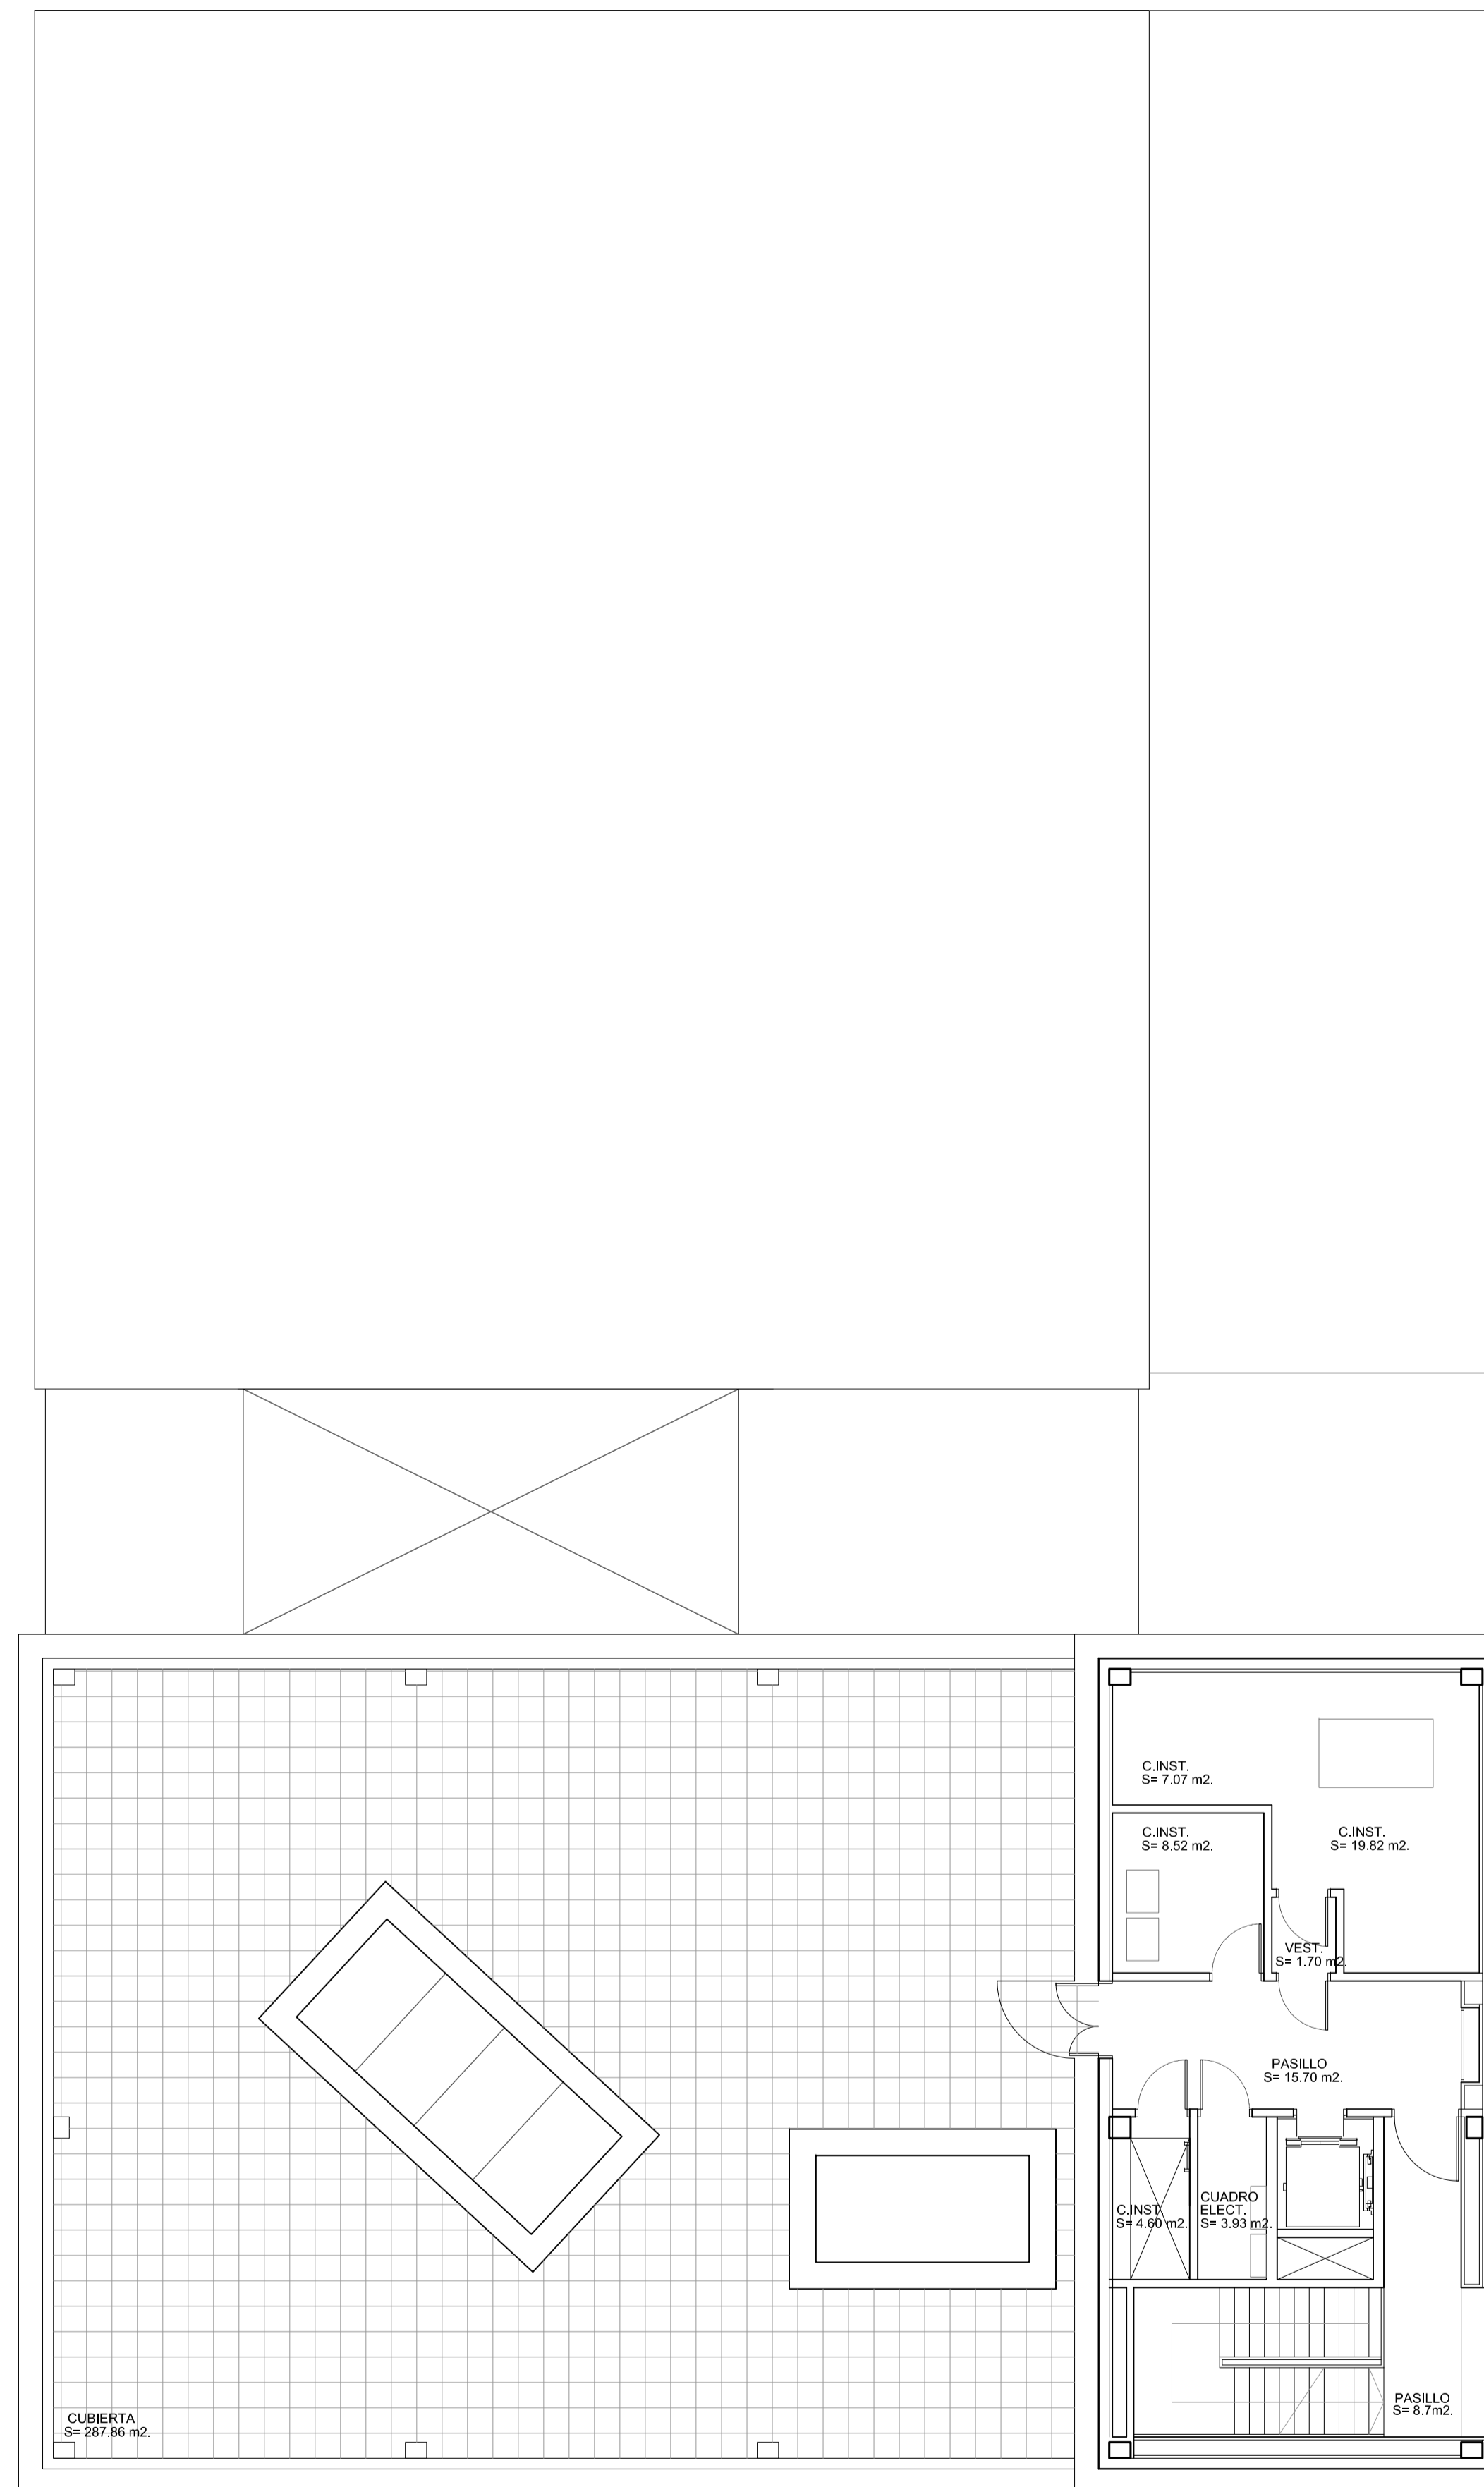 C.INST.
S= 7.07 m2.
C.INST.
S= 8.52 m2.
C.INST.
S= 19.82 m2.
VEST.
S= 1.70 m2.
PASILLO
S= 15.70 m2.
C.INST.
S= 4.60 m2.
CUADRO
ELECT.
S= 3.93 m2.
PASILLO
S= 8.7m2.
CUBIERTA
S= 287.86 m2.